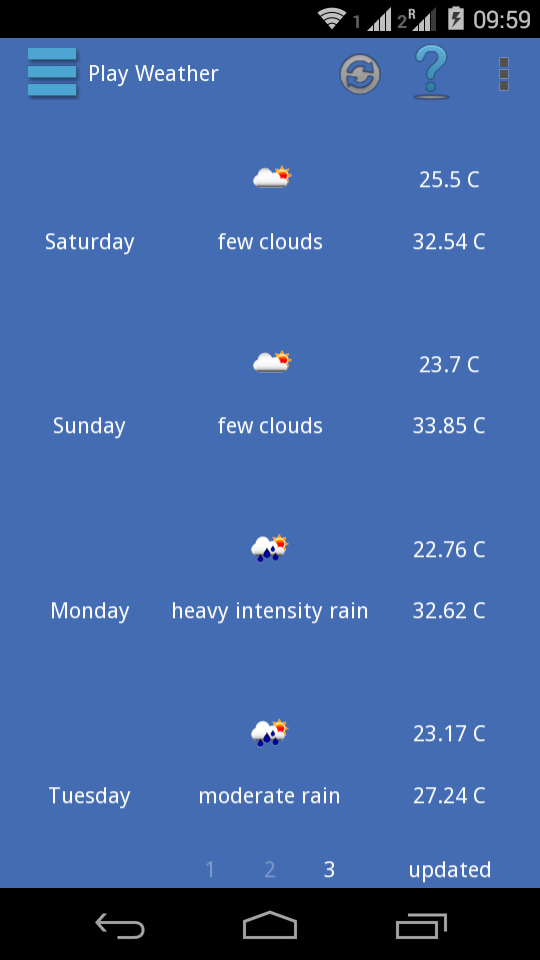 1 2 R 09:59
Play Weather ?
25.5 C
Saturday few clouds 32.54 C
23.7 C
Sunday few clouds 33.85 C
22.76 C
Monday heavy intensity rain 32.62 C
23.17 C
Tuesday moderate rain 27.24 C
1 2 3 updated